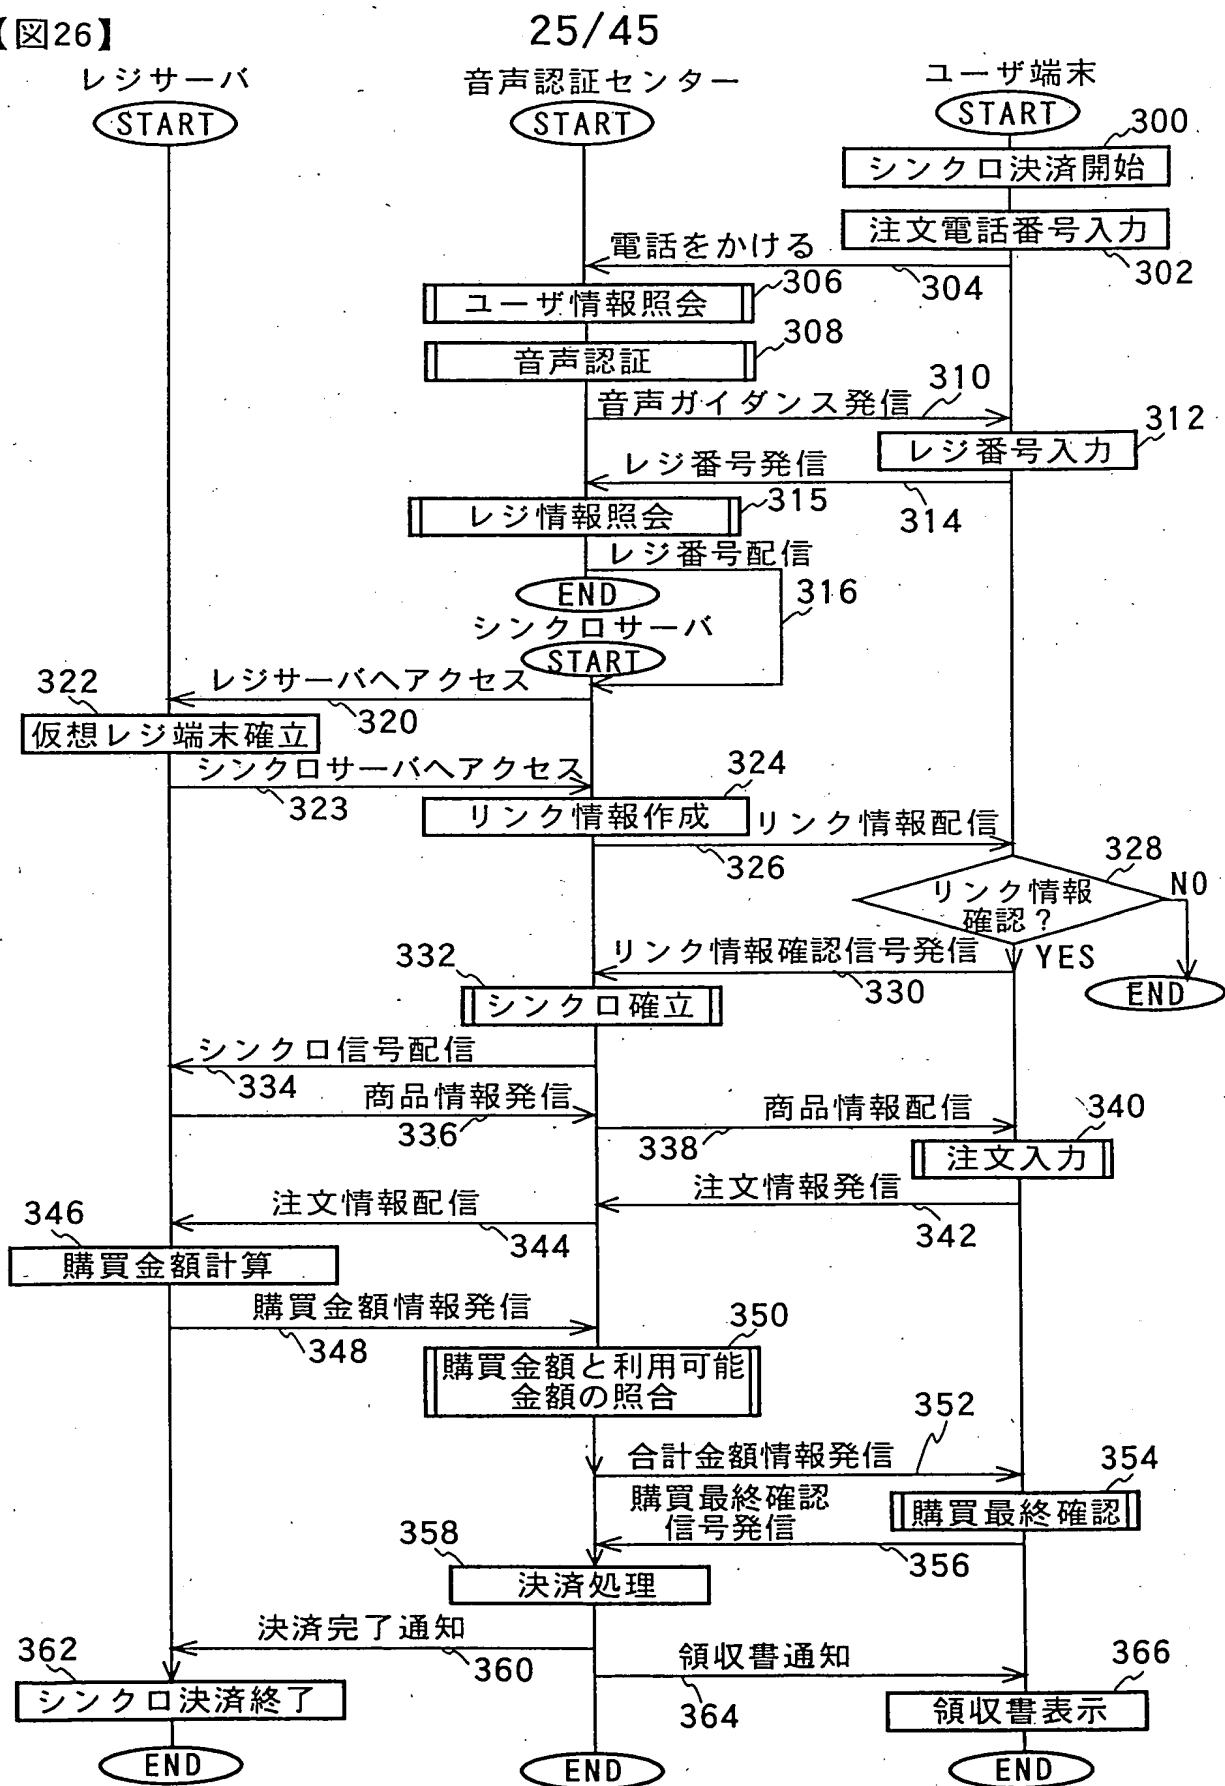 【図26】
25/45
レジサーバ
音声認証センター
ユーザ端末
START
START
START
300
シンクロ決済開始
注文電話番号入力
302
電話をかける
304
ユーザ情報照会
306
音声認証
308
音声ガイダンス発信
310
レジ番号入力
312
レジ番号発信
314
レジ情報照会
315
レジ番号配信
316
END
シンクロサーバ
START
レジサーバへアクセス
320
322
仮想レジ端末確立
シンクロサーバへアクセス
323
324
リンク情報作成
リンク情報配信
326
328
リンク情報
確認?
NO
YES
END
リンク情報確認信号発信
330
332
シンクロ確立
シンクロ信号配信
334
商品情報発信
336
商品情報配信
338
340
注文入力
注文情報発信
342
注文情報配信
344
346
購買金額計算
購買金額情報発信
348
350
購買金額と利用可能
金額の照合
352
合計金額情報発信
354
購買最終確認
購買最終確認
信号発信
356
358
決済処理
決済完了通知
360
362
シンクロ決済終了
領収書通知
364
366
領収書表示
END
END
END